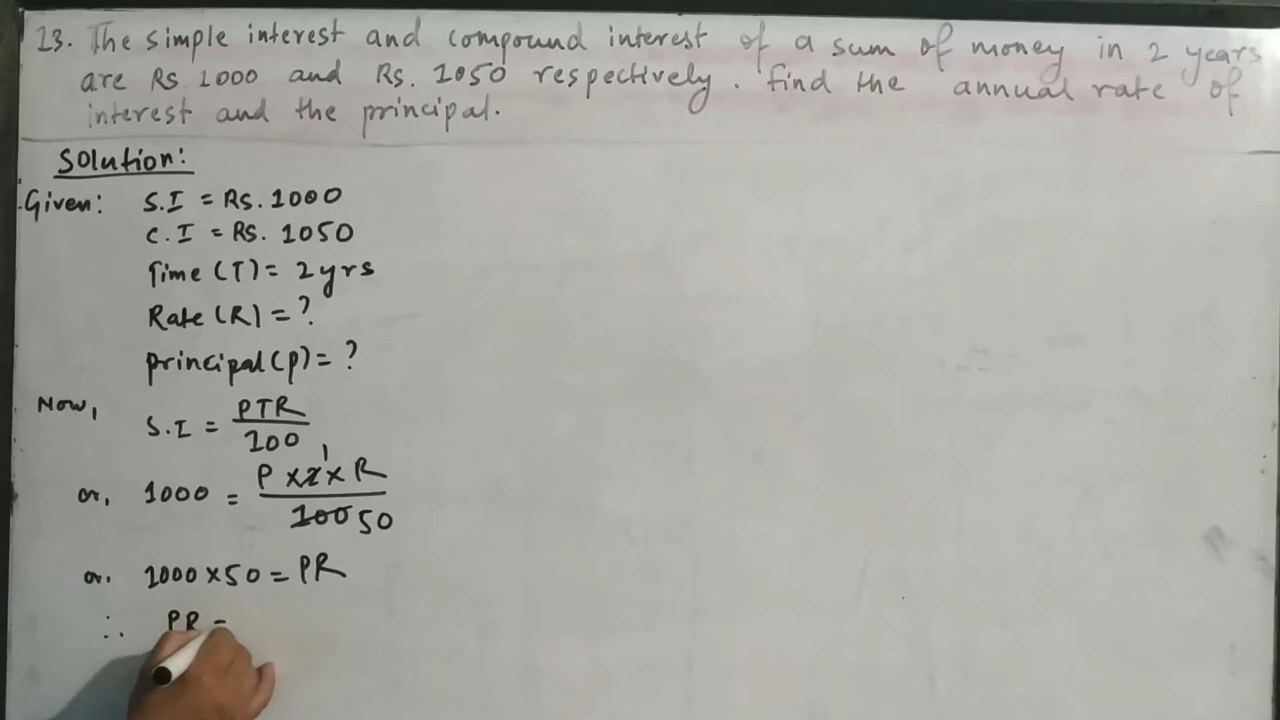 13. The simple interest and compound interest of a sum of money in 2 years
are Rs. 1000 and Rs. 1050 respectively. find the annual rate of
interest and the principal.
Solution:
Given: S.I = Rs. 1000
C.I = Rs. 1050
Time (T) = 2 yrs
Rate (R) = ?
principal (p) = ?
Now, S.I = PTR / 100
or, 1000 = P × 2 1 × R / 100 50
or, 1000 × 50 = PR
∴ PR =